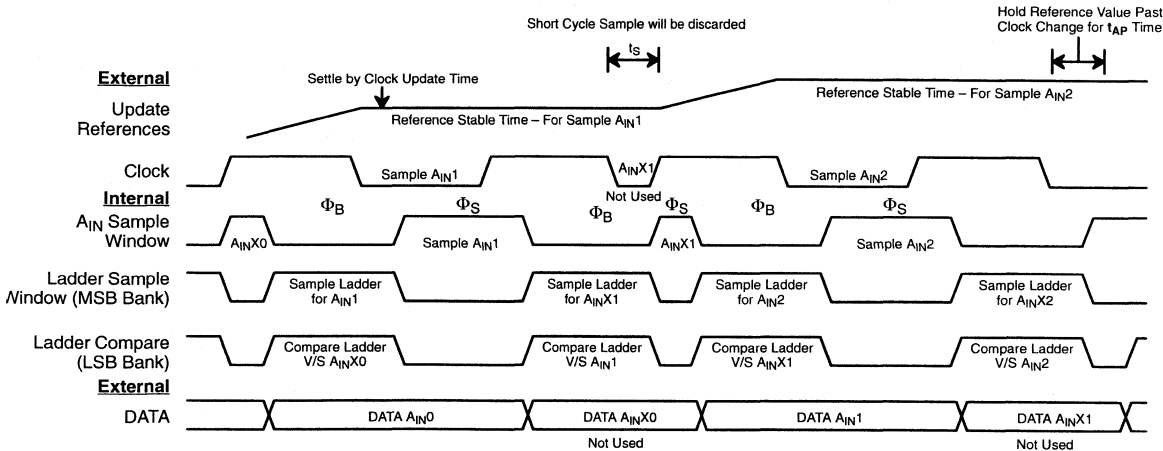 Short Cycle Sample will be discarded
tS
Hold Reference Value Past
Clock Change for tAP Time
External
Settle by Clock Update Time
Update
References
Reference Stable Time – For Sample AIN1
Reference Stable Time – For Sample AIN2
Clock
Sample AIN1
AINX1
Sample AIN2
Not Used
Internal
ΦB
ΦS
ΦB
ΦS
ΦB
ΦS
AIN Sample
Window
AINX0
Sample AIN1
AINX1
Sample AIN2
Ladder Sample
Window (MSB Bank)
Sample Ladder
for AIN1
Sample Ladder
for AINX1
Sample Ladder
for AIN2
Sample Ladder
for AINX2
Ladder Compare
(LSB Bank)
Compare Ladder
V/S AINX0
Compare Ladder
V/S AIN1
Compare Ladder
V/S AINX1
Compare Ladder
V/S AIN2
External
DATA
DATA AIN0
DATA AINX0
DATA AIN1
DATA AINX1
Not Used
Not Used